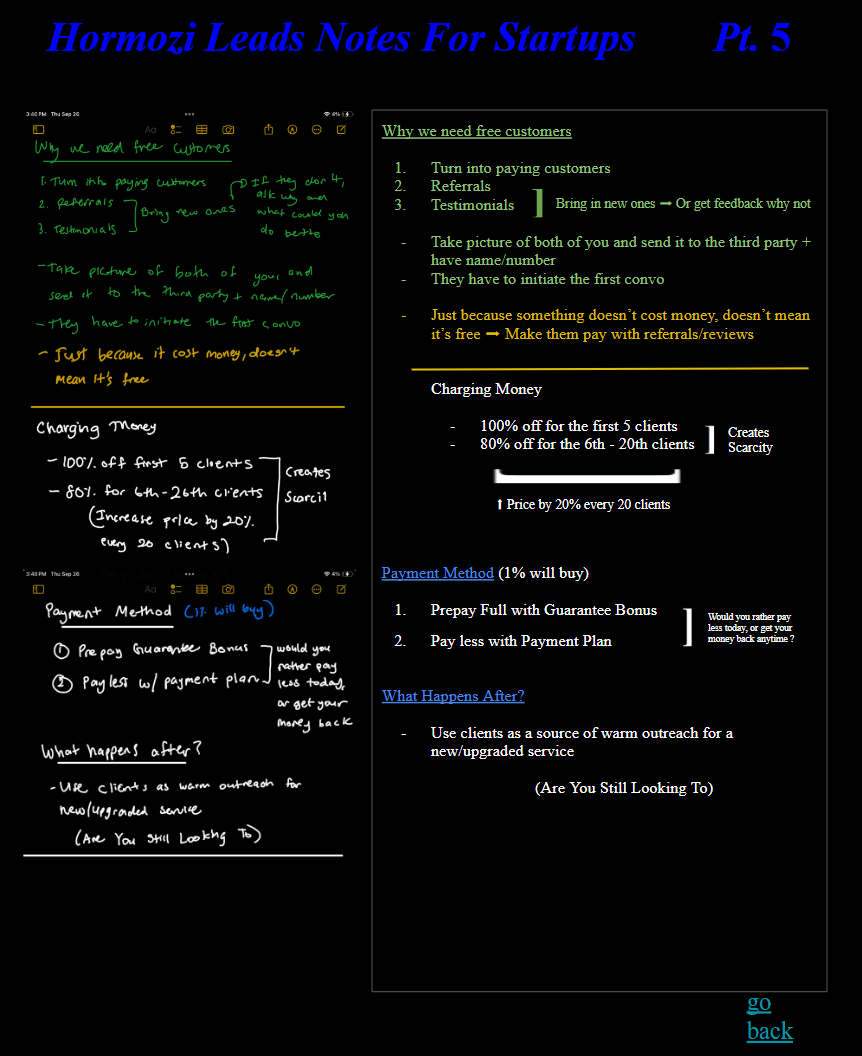 Hormozi Leads Notes For Startups Pt. 5
3:40 PM Thu Sep 26
4%
Aa
Why we need free customers
1. Turn into paying customers
2. Referrals
3. Testimonials
Bring new ones
If they don't,
ask why and
what could you
do better
- Take picture of both of you, and
send it to the third party + name/number
- They have to initiate the first convo
- Just because it cost money, doesn't
mean it's free
Charging Money
- 100% off first 5 clients
- 80% for 6th - 26th clients
(Increase price by 20%
every 20 clients)
Creates
Scarcit
3:40 PM Thu Sep 26
4%
Aa
Payment Method (1% will buy)
① Prepay Guarantee Bonus
② Pay less w/ payment plan
would you
rather pay
less today,
or get your
money back
What happens after?
- Use clients as warm outreach for
new/upgraded service
(Are You Still Looking To)
Why we need free customers
1. Turn into paying customers
2. Referrals
3. Testimonials
Bring in new ones ➞ Or get feedback why not
- Take picture of both of you and send it to the third party +
have name/number
- They have to initiate the first convo
- Just because something doesn't cost money, doesn't mean
it's free ➞ Make them pay with referrals/reviews
Charging Money
- 100% off for the first 5 clients
- 80% off for the 6th - 20th clients
Creates
Scarcity
⬆ Price by 20% every 20 clients
Payment Method (1% will buy)
1. Prepay Full with Guarantee Bonus
2. Pay less with Payment Plan
Would you rather pay
less today, or get your
money back anytime ?
What Happens After?
- Use clients as a source of warm outreach for a
new/upgraded service
(Are You Still Looking To)
go
back